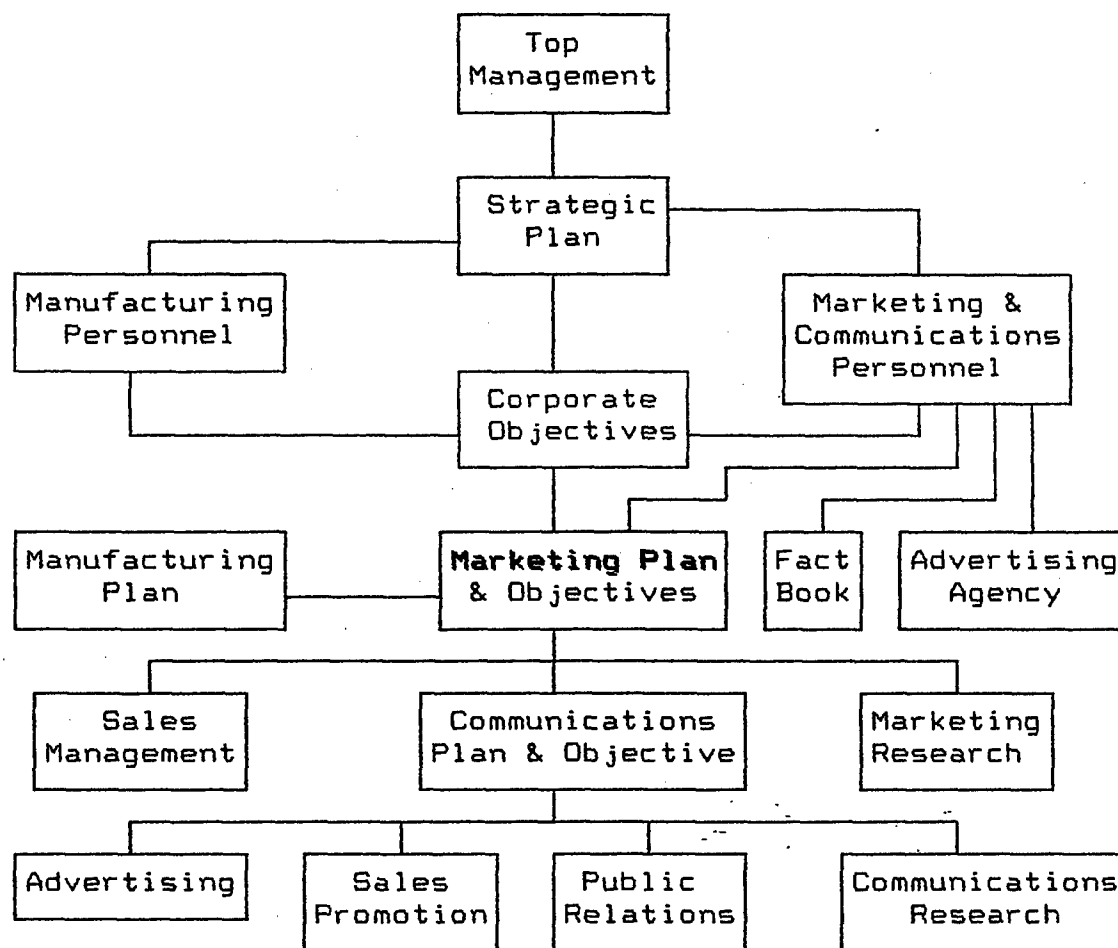 Top
Management
Strategic
Plan
Manufacturing
Personnel
Marketing &
Communications
Personnel
Corporate
Objectives
Manufacturing
Plan
Marketing Plan
& Objectives
Fact
Book
Advertising
Agency
Sales
Management
Communications
Plan & Objective
Marketing
Research
Advertising
Sales
Promotion
Public
Relations
Communications
Research